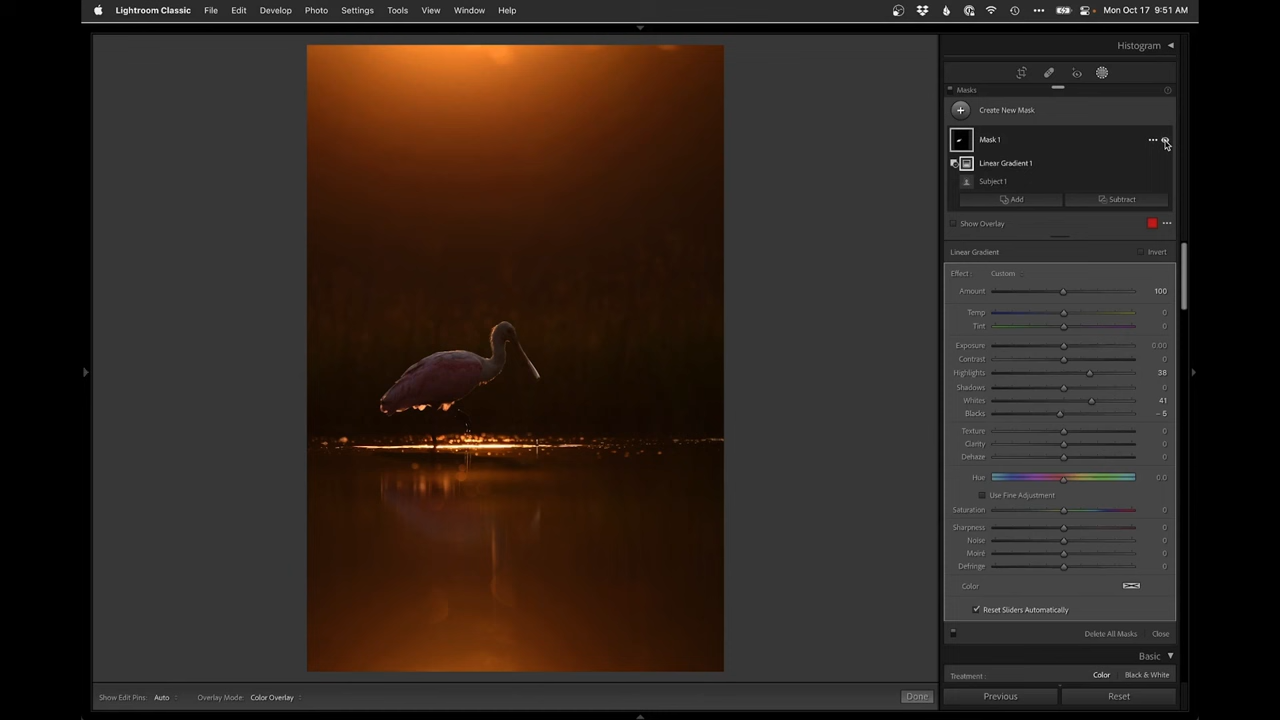 Lightroom Classic File Edit Develop Photo Settings Tools View Window Help Mon Oct 17 9:51 AM
Histogram
Masks
Create New Mask
Mask 1
Linear Gradient 1
Subject 1
Add Subtract
Show Overlay
Linear Gradient Invert
Effect : Custom
Amount 100
Temp 0
Tint 0
Exposure 0.00
Contrast 0
Highlights 38
Shadows 0
Whites 41
Blacks – 5
Texture 0
Clarity 0
Dehaze 0
Hue 0.0
Use Fine Adjustment
Saturation 0
Sharpness 0
Noise 0
Moiré 0
Defringe 0
Color
Reset Sliders Automatically
Delete All Masks Close
Basic
Treatment : Color Black & White
Show Edit Pins: Auto Overlay Mode: Color Overlay Done Previous Reset